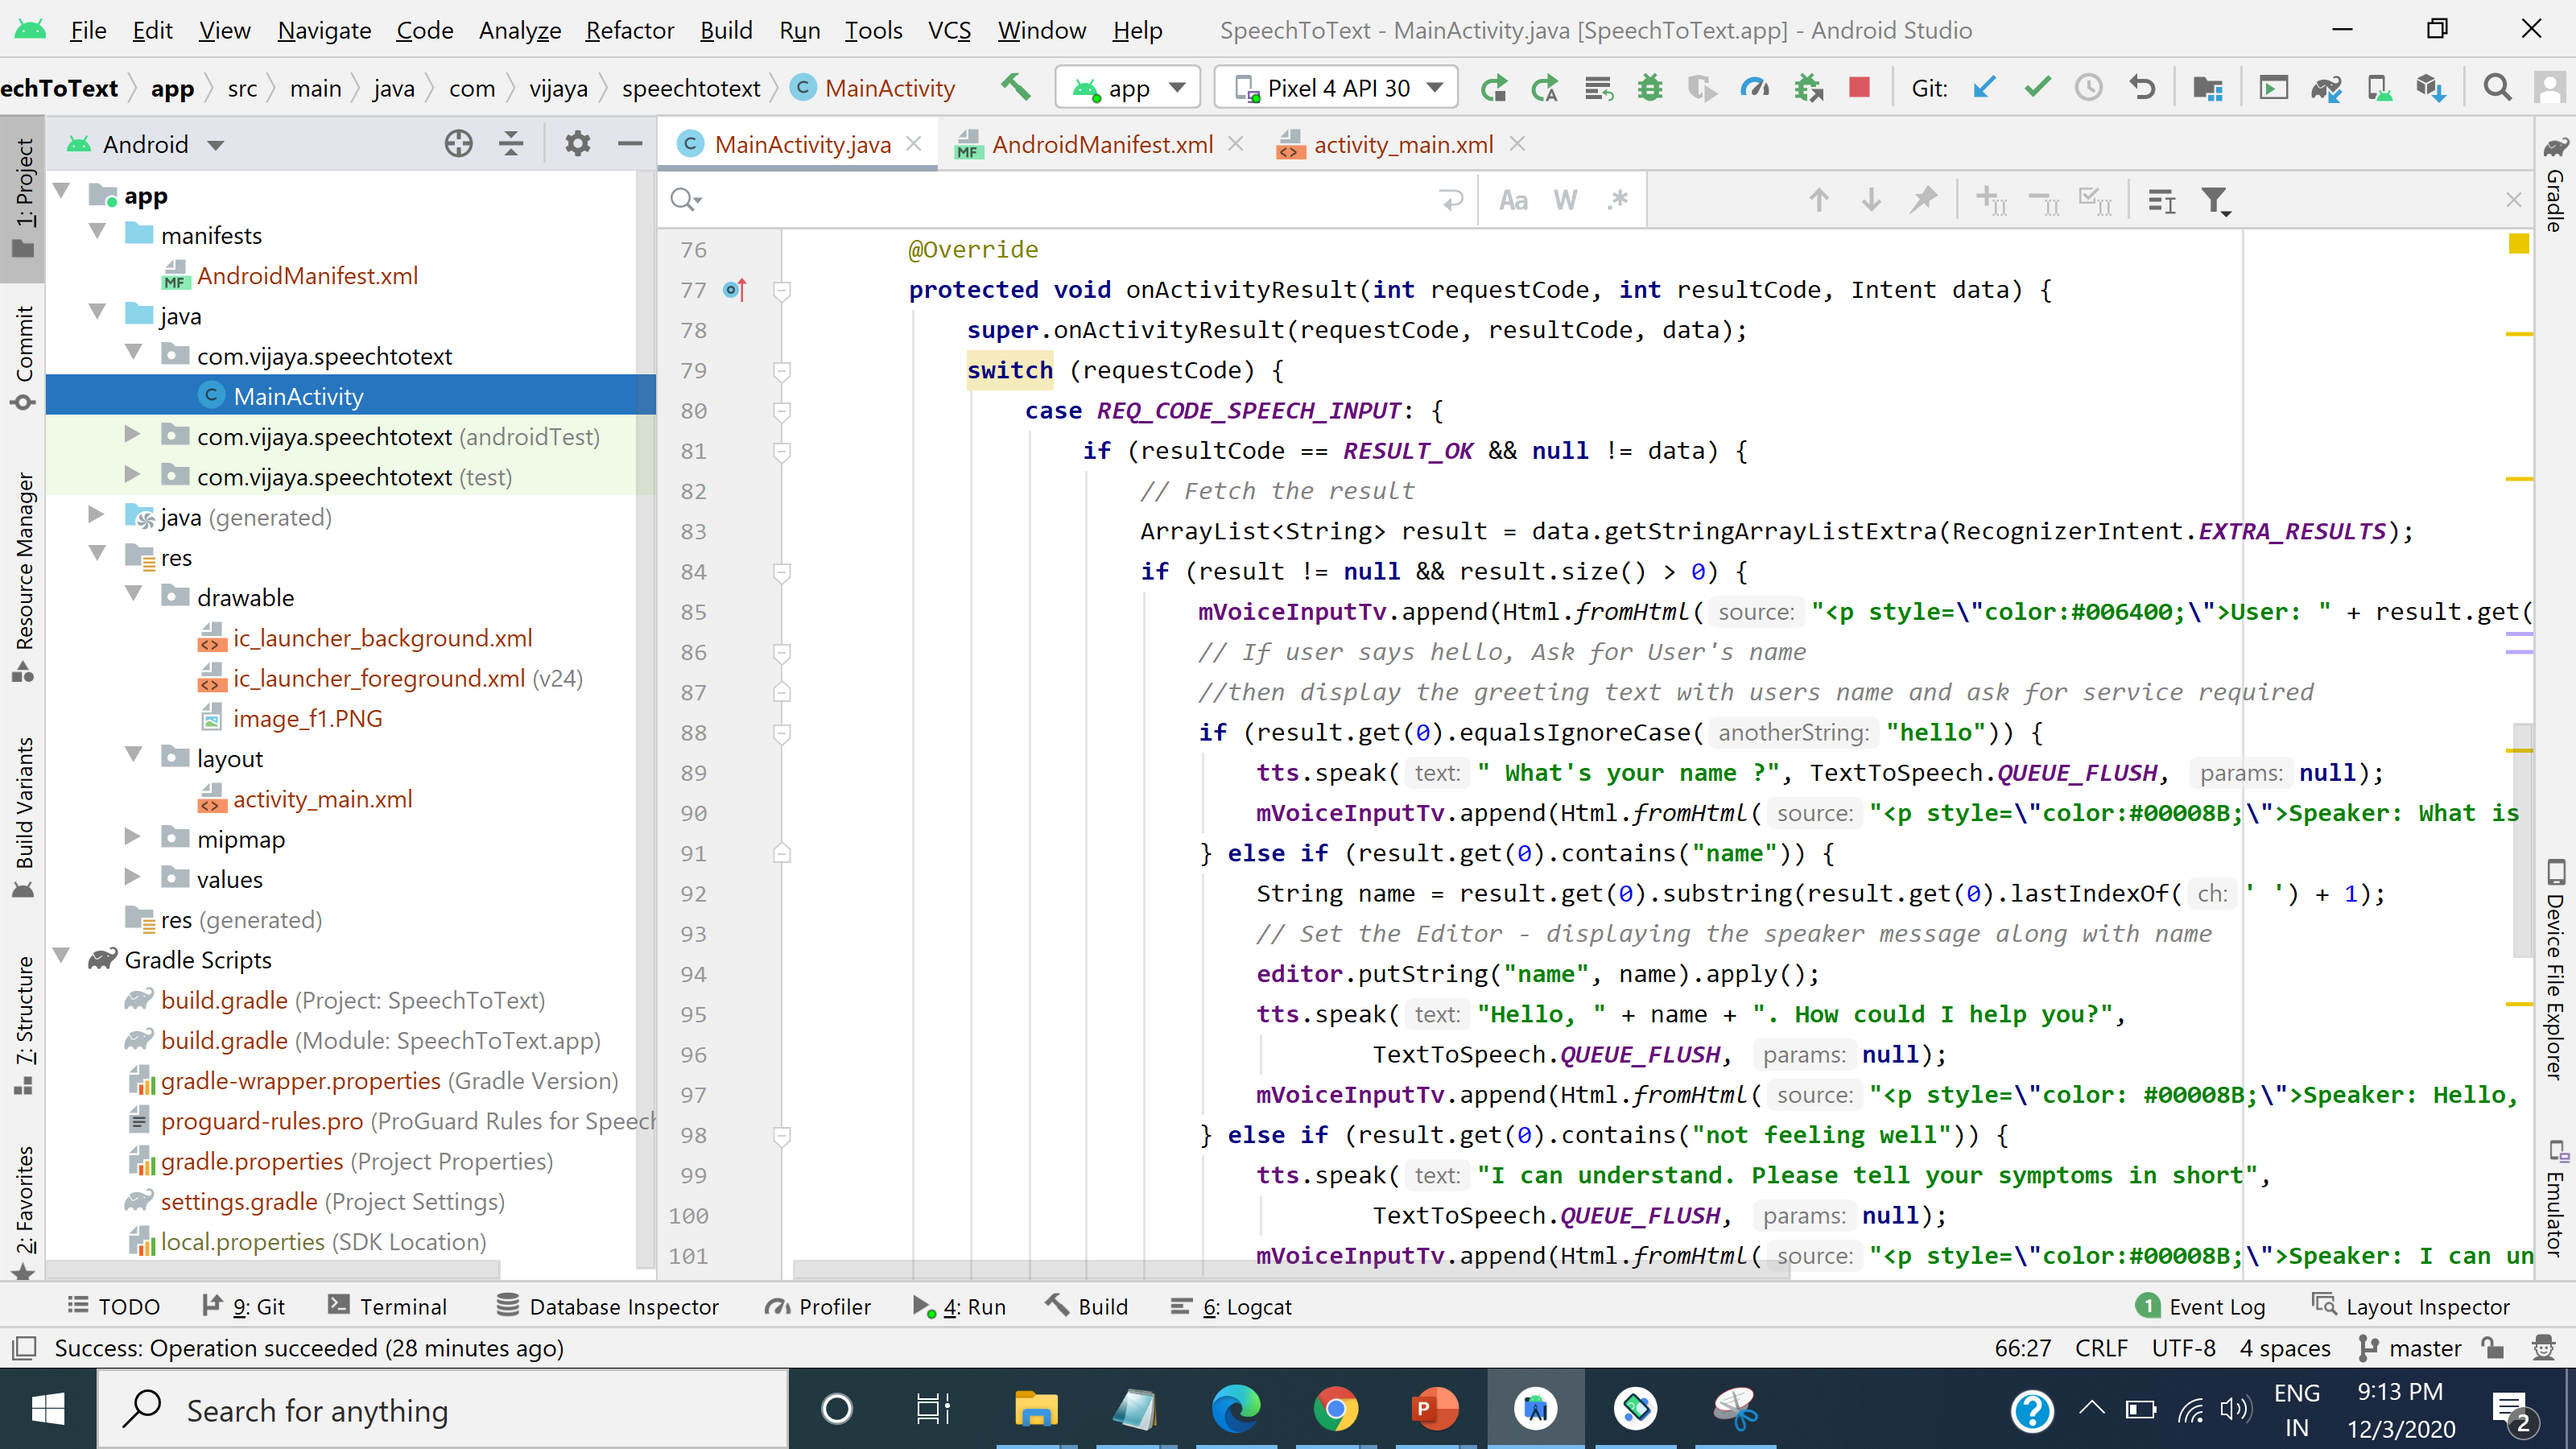 File Edit View Navigate Code Analyze Refactor Build Run Tools VCS Window Help SpeechToText - MainActivity.java [SpeechToText.app] - Android Studio
echToText app src main java com vijaya speechtotext MainActivity app Pixel 4 API 30 Git:
1: Project
Commit
Resource Manager
Build Variants
7: Structure
2: Favorites
Android
app
manifests
AndroidManifest.xml
java
com.vijaya.speechtotext
MainActivity
com.vijaya.speechtotext (androidTest)
com.vijaya.speechtotext (test)
java (generated)
res
drawable
ic_launcher_background.xml
ic_launcher_foreground.xml (v24)
image_f1.PNG
layout
activity_main.xml
mipmap
values
res (generated)
Gradle Scripts
build.gradle (Project: SpeechToText)
build.gradle (Module: SpeechToText.app)
gradle-wrapper.properties (Gradle Version)
proguard-rules.pro (ProGuard Rules for Speech
gradle.properties (Project Properties)
settings.gradle (Project Settings)
local.properties (SDK Location)
MainActivity.java AndroidManifest.xml activity_main.xml
Aa W .*
76 @Override
77 protected void onActivityResult(int requestCode, int resultCode, Intent data) {
78 super.onActivityResult(requestCode, resultCode, data);
79 switch (requestCode) {
80 case REQ_CODE_SPEECH_INPUT: {
81 if (resultCode == RESULT_OK && null != data) {
82 // Fetch the result
83 ArrayList<String> result = data.getStringArrayListExtra(RecognizerIntent.EXTRA_RESULTS);
84 if (result != null && result.size() > 0) {
85 mVoiceInputTv.append(Html.fromHtml( source: "<p style=\"color:#006400;\">User: " + result.get(
86 // If user says hello, Ask for User's name
87 //then display the greeting text with users name and ask for service required
88 if (result.get(0).equalsIgnoreCase( anotherString: "hello")) {
89 tts.speak( text: " What's your name ?", TextToSpeech.QUEUE_FLUSH, params: null);
90 mVoiceInputTv.append(Html.fromHtml( source: "<p style=\"color:#00008B;\">Speaker: What is
91 } else if (result.get(0).contains("name")) {
92 String name = result.get(0).substring(result.get(0).lastIndexOf( ch: ' ') + 1);
93 // Set the Editor - displaying the speaker message along with name
94 editor.putString("name", name).apply();
95 tts.speak( text: "Hello, " + name + ". How could I help you?",
96 TextToSpeech.QUEUE_FLUSH, params: null);
97 mVoiceInputTv.append(Html.fromHtml( source: "<p style=\"color: #00008B;\">Speaker: Hello,
98 } else if (result.get(0).contains("not feeling well")) {
99 tts.speak( text: "I can understand. Please tell your symptoms in short",
100 TextToSpeech.QUEUE_FLUSH, params: null);
101 mVoiceInputTv.append(Html.fromHtml( source: "<p style=\"color:#00008B;\">Speaker: I can un
Gradle
Device File Explorer
Emulator
TODO 9: Git Terminal Database Inspector Profiler 4: Run Build 6: Logcat 1 Event Log Layout Inspector
Success: Operation succeeded (28 minutes ago) 66:27 CRLF UTF-8 4 spaces master
Search for anything
ENG
IN
9:13 PM
12/3/2020
2